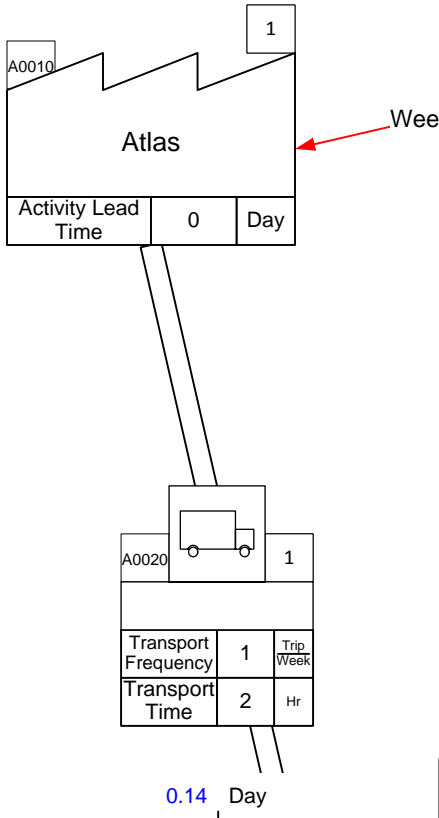 1
A0010
Atlas
Wee
Activity Lead
Time
0
Day
A0020
1
Transport
Frequency
1
Trip
Week
Transport
Time
2
Hr
0.14 Day